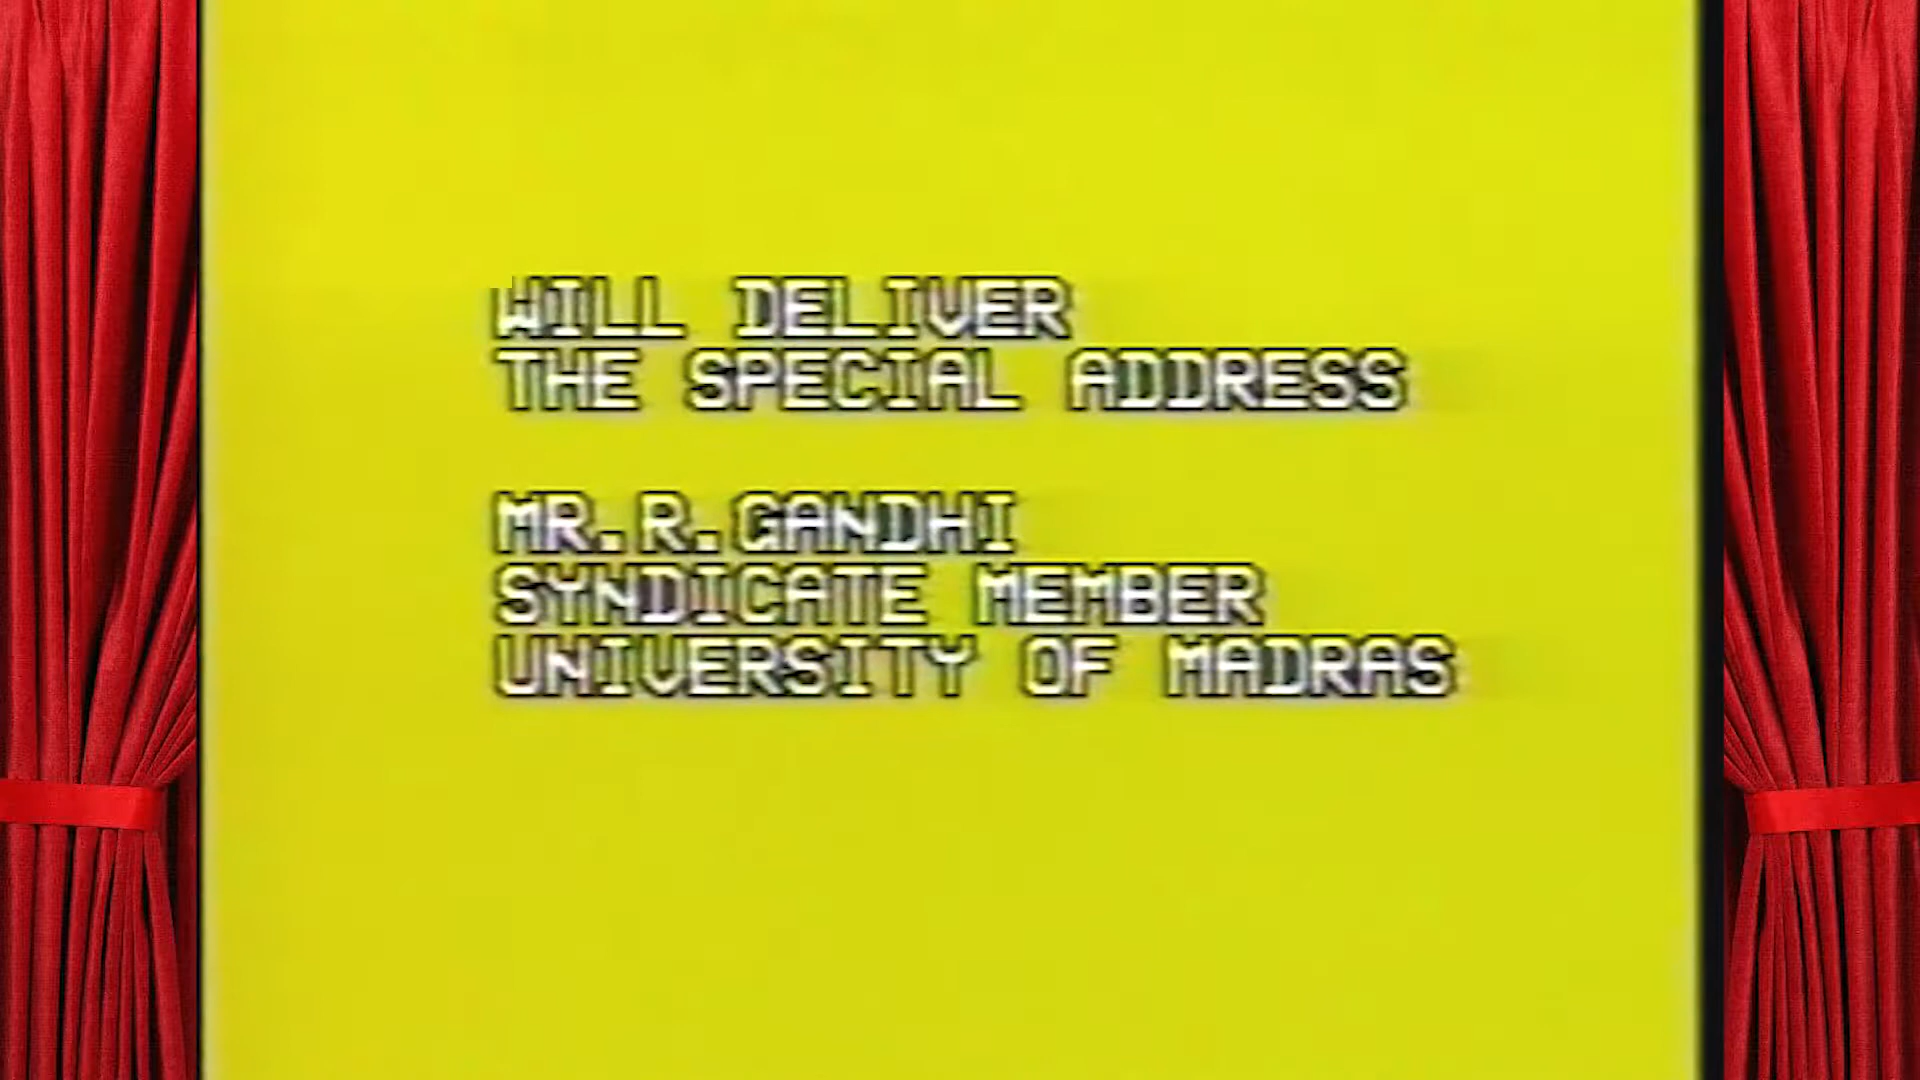 WILL DELIVER
THE SPECIAL ADDRESS
MR.R.GANDHI
SYNDICATE MEMBER
UNIVERSITY OF MADRAS